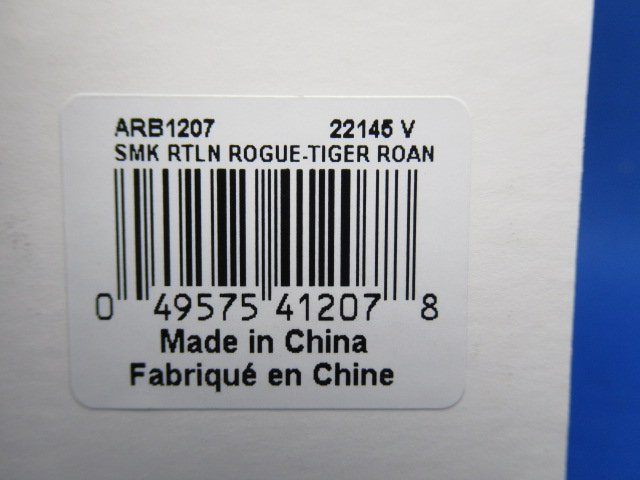 ARB1207 22145 V
SMK RTLN ROGUE-TIGER ROAN
0 49575 41207 8
Made in China
Fabriqué en Chine